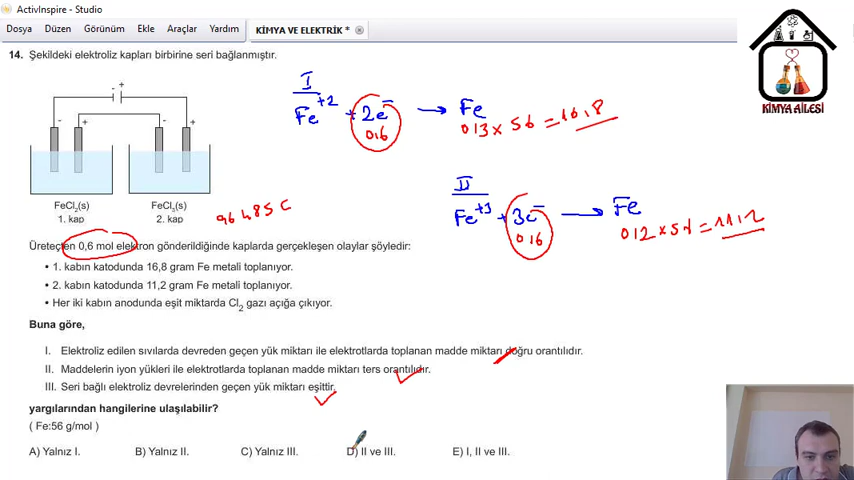 ActivInspire - Studio
Dosya Düzen Görünüm Ekle Araçlar Yardım KİMYA VE ELEKTRİK *
KİMYA AİLESİ
14. Şekildeki elektroliz kapları birbirine seri bağlanmıştır.
- +
- + - +
FeCl2(s) FeCl3(s)
1. kap 2. kap
I
Fe+2 + 2e- → Fe
0,6 0,3 x 56 = 16,8
II
Fe+3 + 3e- → Fe
0,6 0,2 x 56 = 11,2
96485 C
Üreteçten 0,6 mol elektron gönderildiğinde kaplarda gerçekleşen olaylar şöyledir:
• 1. kabın katodunda 16,8 gram Fe metali toplanıyor.
• 2. kabın katodunda 11,2 gram Fe metali toplanıyor.
• Her iki kabın anodunda eşit miktarda Cl2 gazı açığa çıkıyor.
Buna göre,
I. Elektroliz edilen sıvılarda devreden geçen yük miktarı ile elektrotlarda toplanan madde miktarı doğru orantılıdır.
II. Maddelerin iyon yükleri ile elektrotlarda toplanan madde miktarı ters orantılıdır.
III. Seri bağlı elektroliz devrelerinden geçen yük miktarı eşittir.
yargılarından hangilerine ulaşılabilir?
( Fe:56 g/mol )
A) Yalnız I. B) Yalnız II. C) Yalnız III. D) II ve III. E) I, II ve III.